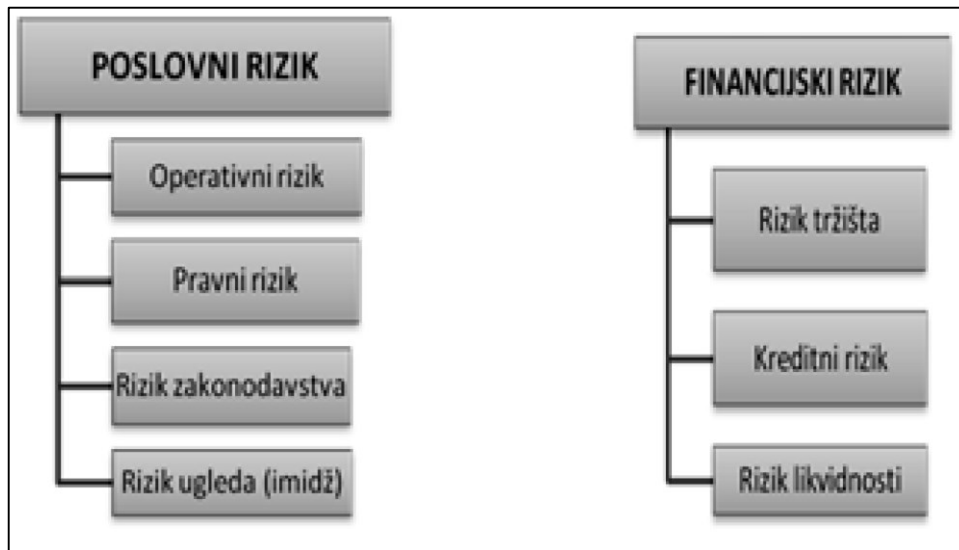 POSLOVNI RIZIK
Operativni rizik
Pravni rizik
Rizik zakonodavstva
Rizik ugleda (imidž)
FINANCIJSKI RIZIK
Rizik tržišta
Kreditni rizik
Rizik likvidnosti